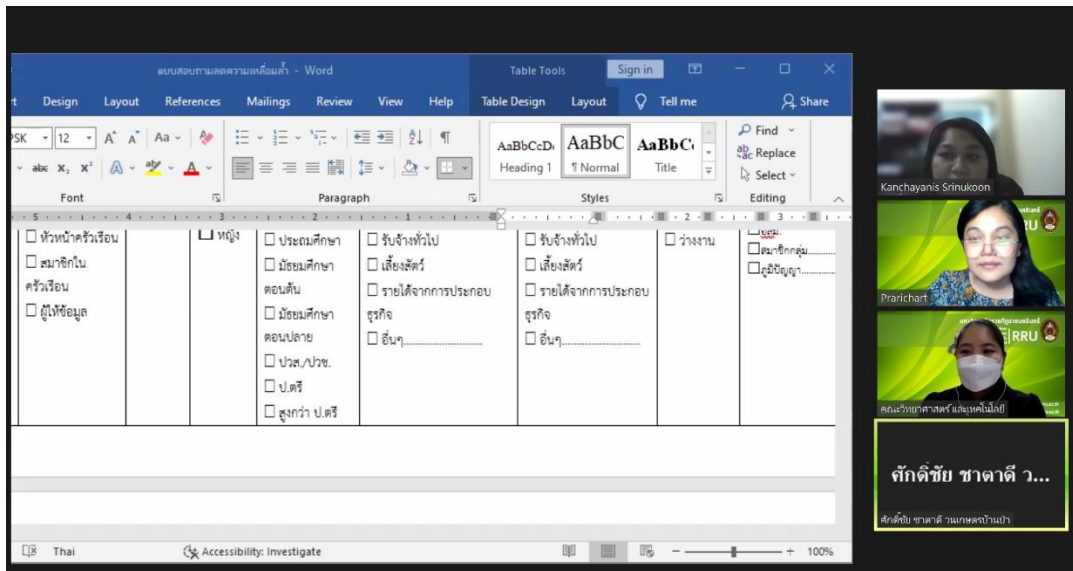 แบบสอบถามลดความเหลื่อมล้ำ - Word
Table Tools
Sign in
Design Layout References Mailings Review View Help Table Design Layout Tell me Share
12 Aa
abc X₂ X² A A
Font
Paragraph
AaBbCcD AaBbC AaBbC
Heading 1 ¶ Normal Title
Styles
Find
Replace
Select
Editing
5 4 3 2 1 1 2 3
☐ หัวหน้าครัวเรือน
☐ สมาชิกใน
ครัวเรือน
☐ ผู้ให้ข้อมูล
☐ หญิง
☐ ประถมศึกษา
☐ มัธยมศึกษา
ตอนต้น
☐ มัธยมศึกษา
ตอนปลาย
☐ ปวส./ปวช.
☐ ป.ตรี
☐ สูงกว่า ป.ตรี
☐ รับจ้างทั่วไป
☐ เลี้ยงสัตว์
☐ รายได้จากการประกอบ
ธุรกิจ
☐ อื่นๆ..........................
☐ รับจ้างทั่วไป
☐ เลี้ยงสัตว์
☐ รายได้จากการประกอบ
ธุรกิจ
☐ อื่นๆ..........................
☐ ว่างงาน
☐อสม.
☐สมาชิกกลุ่ม..........
☐ภูมิปัญญา............
Thai
Accessibility: Investigate
100%
Kanchayanis Srinukoon
RU
Prarichart
RRU
คณะวิทยาศาสตร์ และเทคโนโลยี
ศักดิ์ชัย ชาตาดี ว...
ศักดิ์ชัย ชาตาดี วนเกษตรบ้านป่า